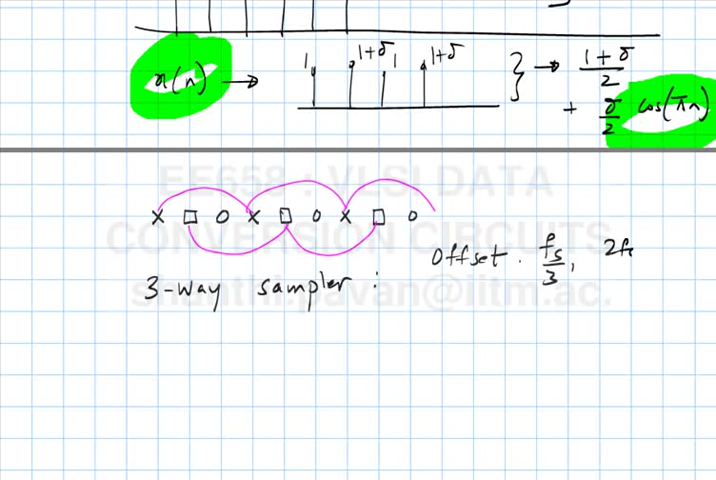 1 1+δ 1 1+δ } → 1+δ/2
x(n) →
+ δ/2 cos(πn)
EE658 : VLSI DATA
CONVERSION CIRCUITS
x □ o x □ o x □ o
offset. fs/3, 2fs
3-way sampler :
shanthi.pavan@iitm.ac.